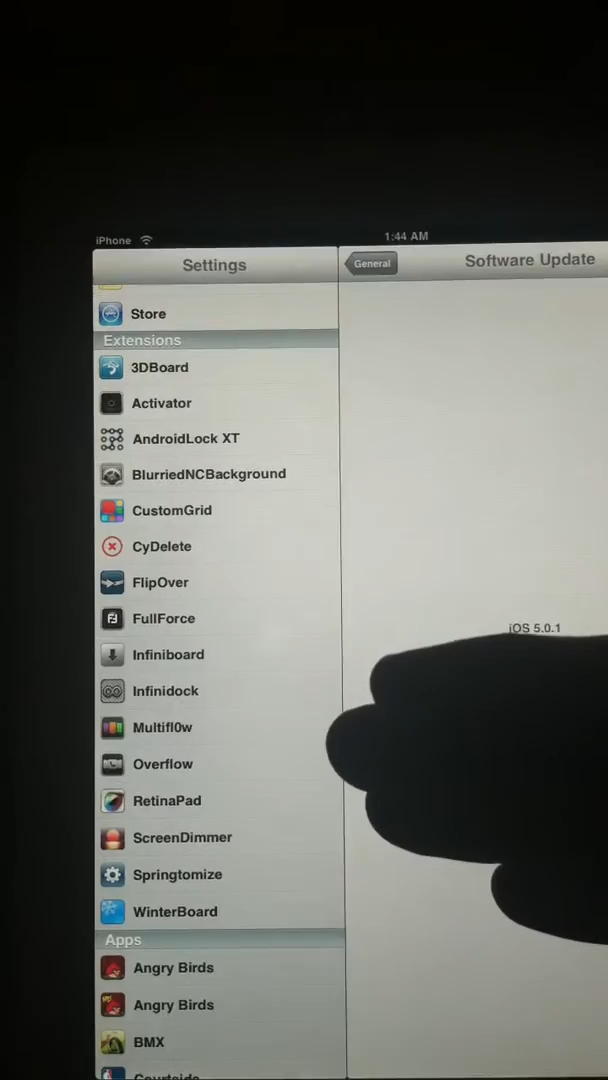 iPhone
1:44 AM
Settings
General
Software Update
Store
Extensions
3DBoard
Activator
AndroidLock XT
BlurriedNCBackground
CustomGrid
CyDelete
FlipOver
FullForce
Infiniboard
Infinidock
Multifl0w
Overflow
RetinaPad
ScreenDimmer
Springtomize
WinterBoard
Apps
Angry Birds
Angry Birds
BMX
iOS 5.0.1